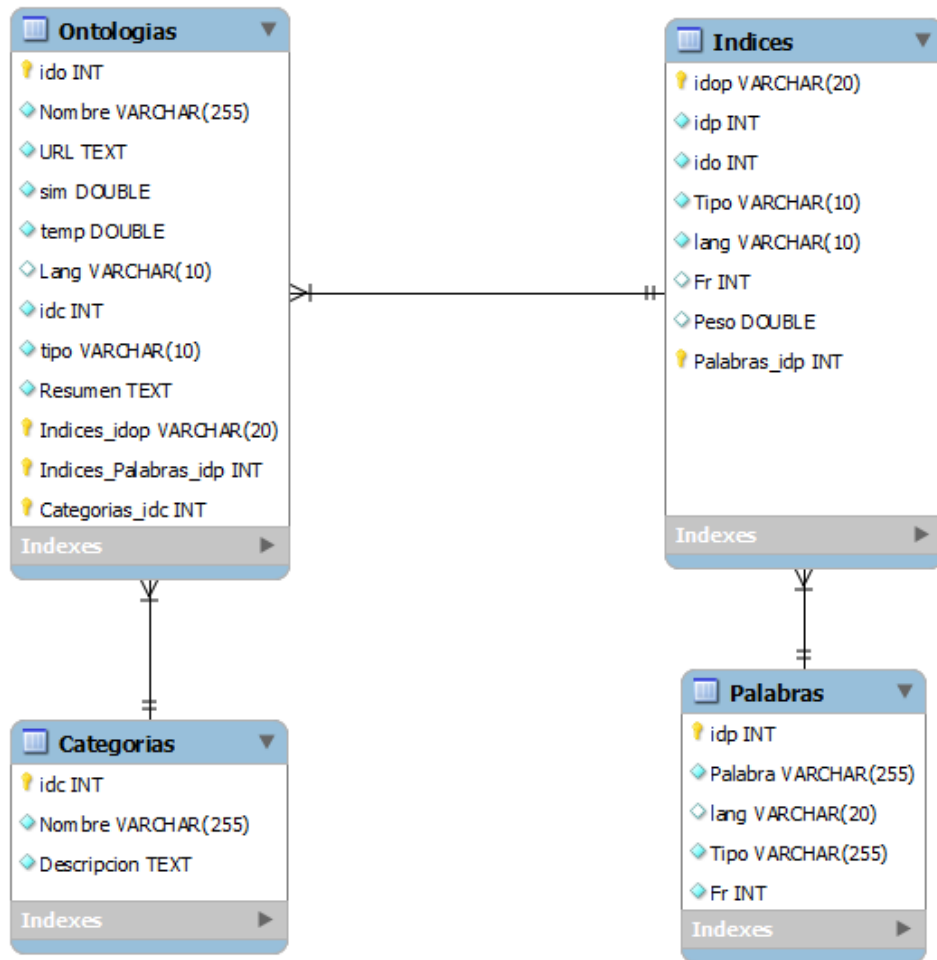 Ontologias
ido INT
Nombre VARCHAR(255)
URL TEXT
sim DOUBLE
temp DOUBLE
Lang VARCHAR(10)
idc INT
tipo VARCHAR(10)
Resumen TEXT
Indices_idop VARCHAR(20)
Indices_Palabras_idp INT
Categorias_idc INT
Indexes
Indices
idop VARCHAR(20)
idp INT
ido INT
Tipo VARCHAR(10)
lang VARCHAR(10)
Fr INT
Peso DOUBLE
Palabras_idp INT
Indexes
Categorias
idc INT
Nombre VARCHAR(255)
Descripcion TEXT
Indexes
Palabras
idp INT
Palabra VARCHAR(255)
lang VARCHAR(20)
Tipo VARCHAR(255)
Fr INT
Indexes